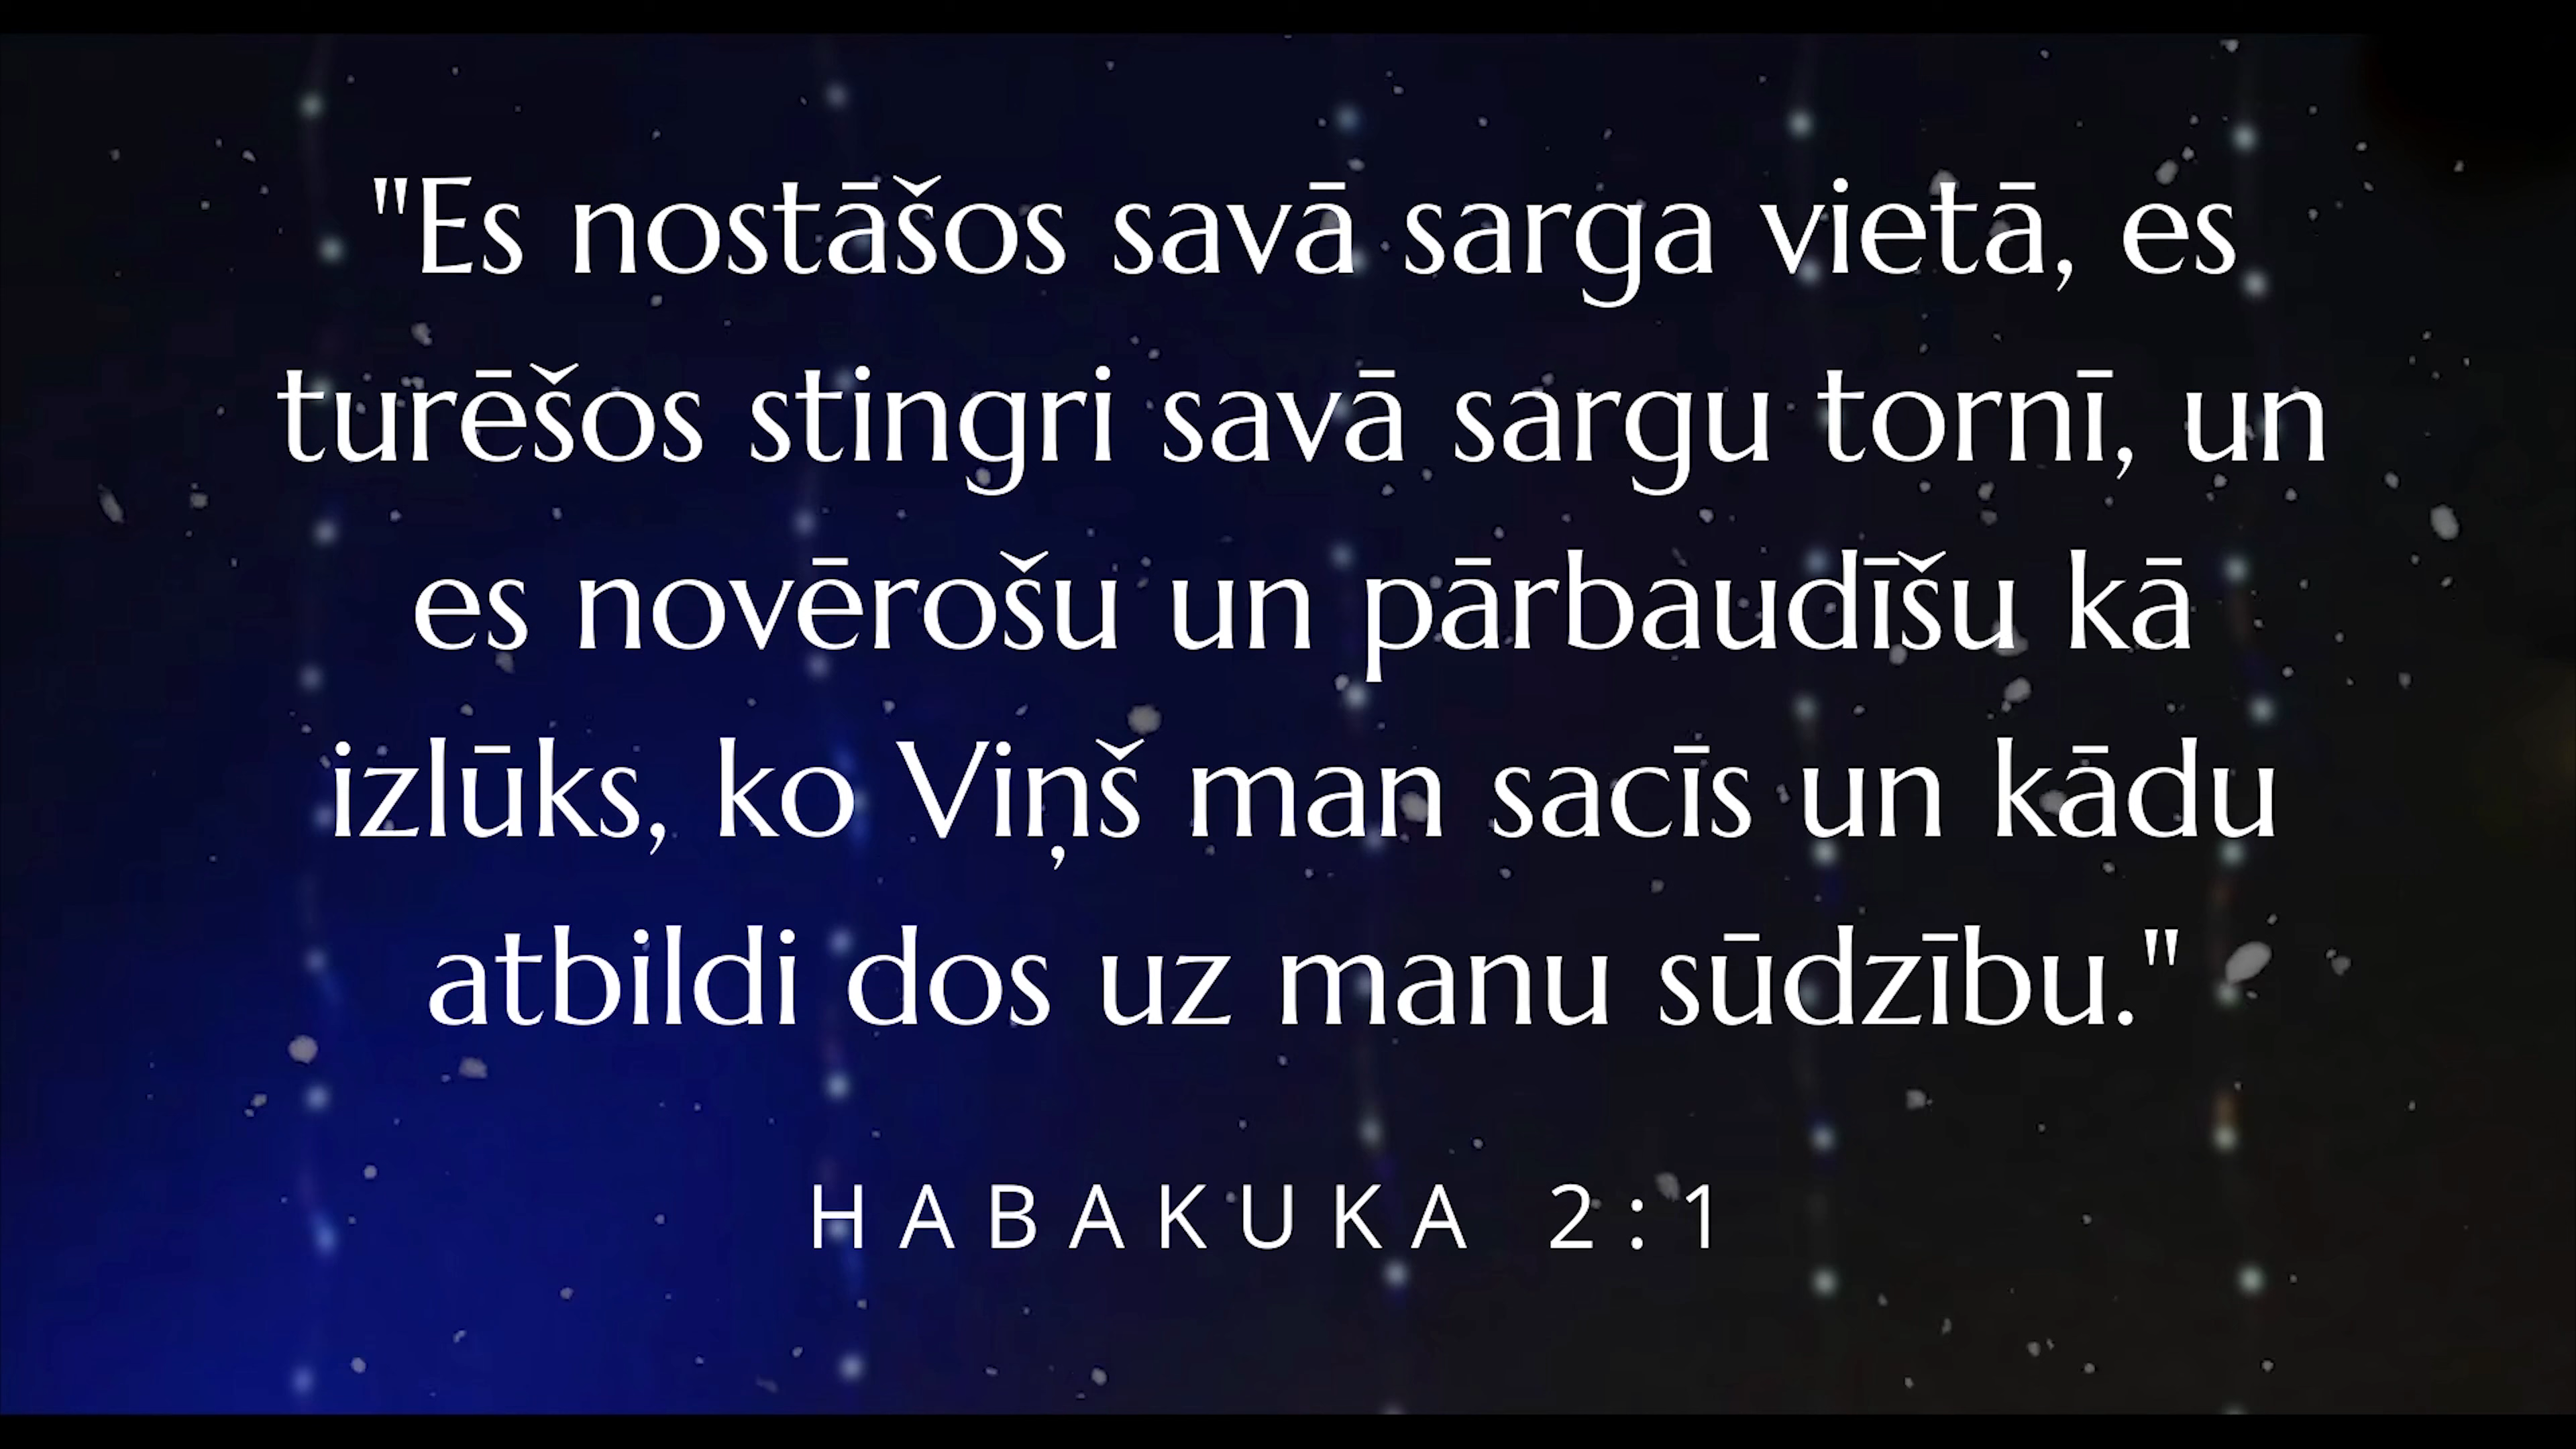 "Es nostāšos savā sarga vietā, es
turēšos stingri savā sargu tornī, un
es novērošu un pārbaudīšu kā
izlūks, ko Viņš man sacīs un kādu
atbildi dos uz manu sūdzību."
HABAKUKA 2:1